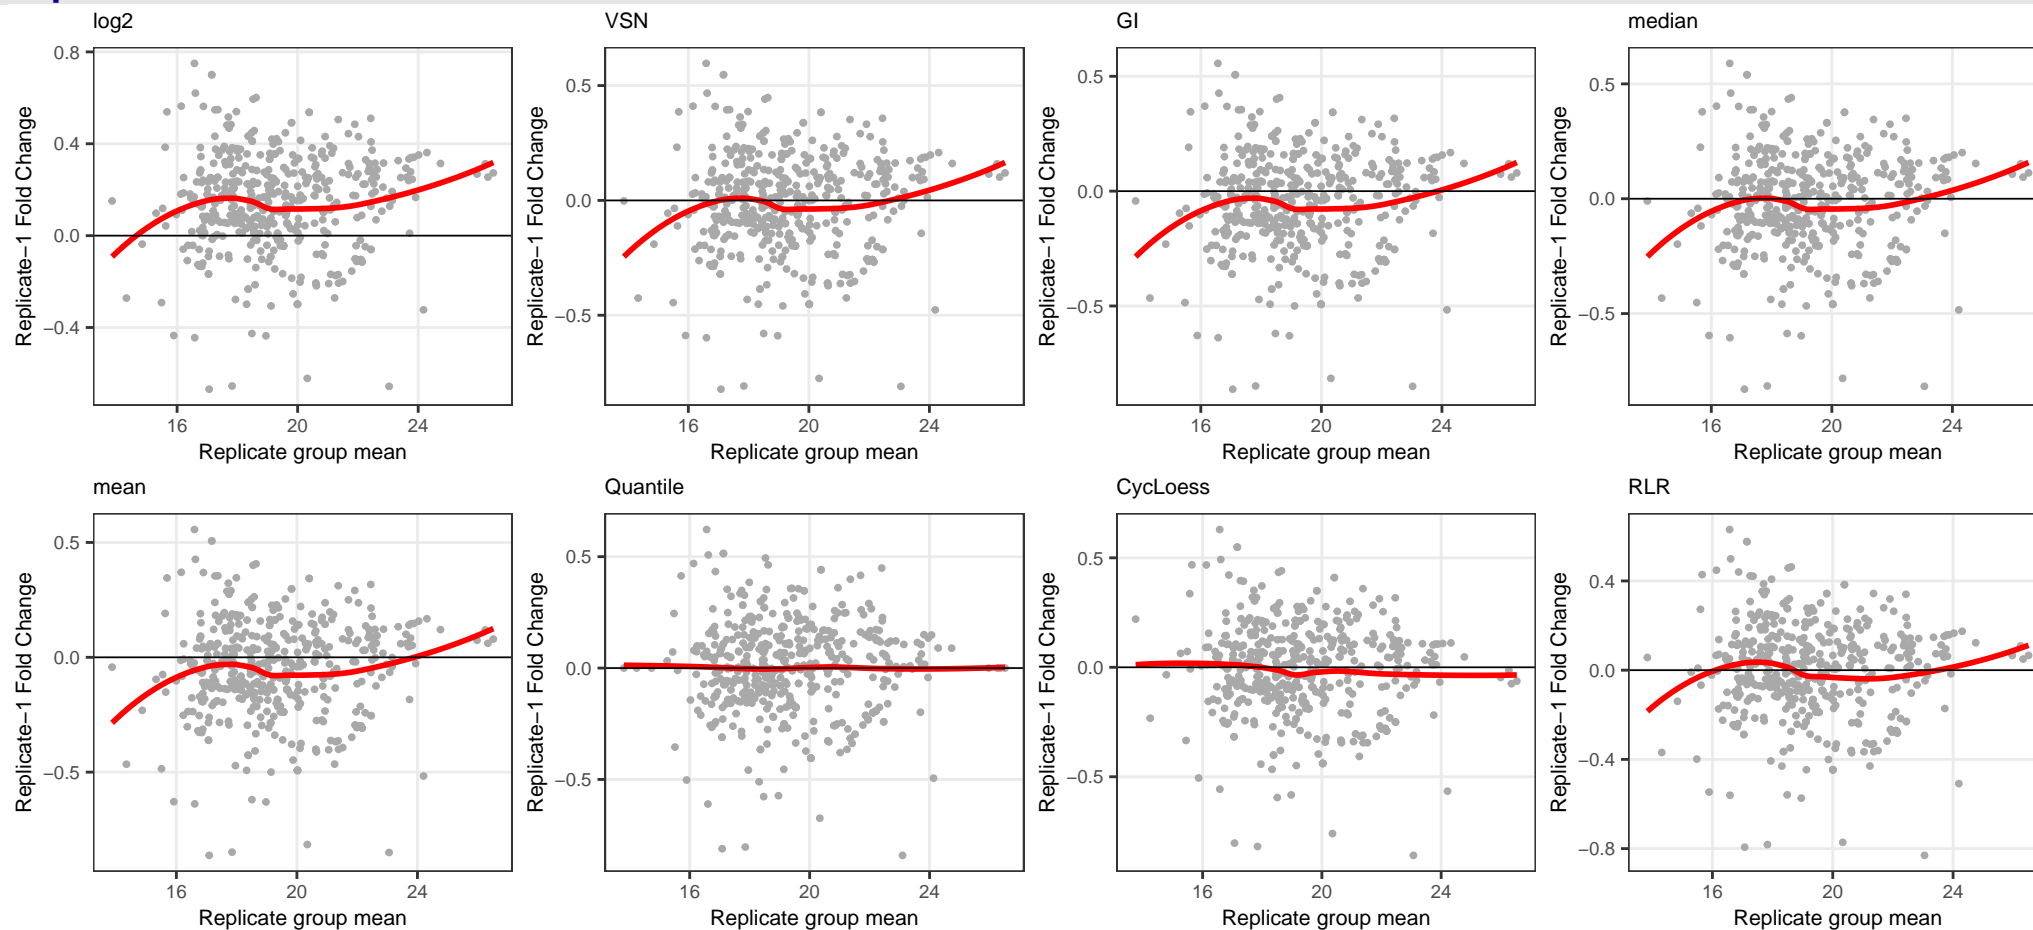 log2
VSN
GI
median
0.8
0.4
0.0
−0.4
0.5
0.0
−0.5
0.5
0.0
−0.5
0.5
0.0
−0.5
Replicate−1 Fold Change
Replicate−1 Fold Change
Replicate−1 Fold Change
Replicate−1 Fold Change
16 20 24
16 20 24
16 20 24
16 20 24
Replicate group mean
Replicate group mean
Replicate group mean
Replicate group mean
mean
Quantile
CycLoess
RLR
0.5
0.0
−0.5
0.5
0.0
−0.5
0.5
0.0
−0.5
0.4
0.0
−0.4
−0.8
Replicate−1 Fold Change
Replicate−1 Fold Change
Replicate−1 Fold Change
Replicate−1 Fold Change
16 20 24
16 20 24
16 20 24
16 20 24
Replicate group mean
Replicate group mean
Replicate group mean
Replicate group mean